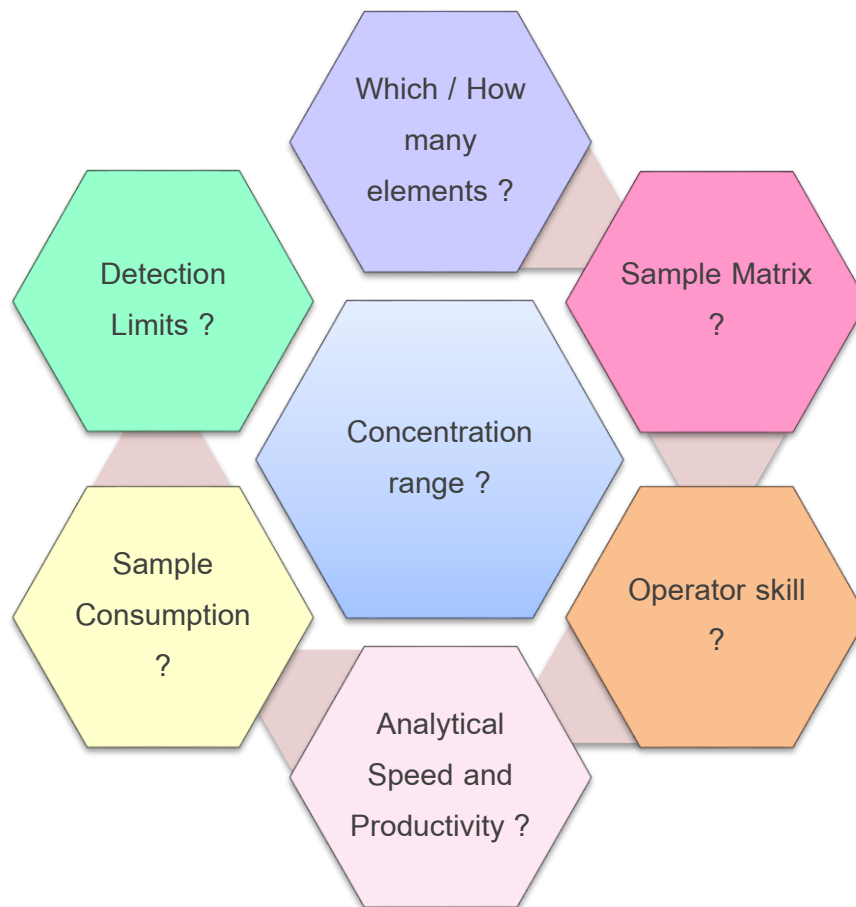 Which / How
many
elements ?
Detection
Limits ?
Sample Matrix
?
Concentration
range ?
Sample
Consumption
?
Operator skill
?
Analytical
Speed and
Productivity ?